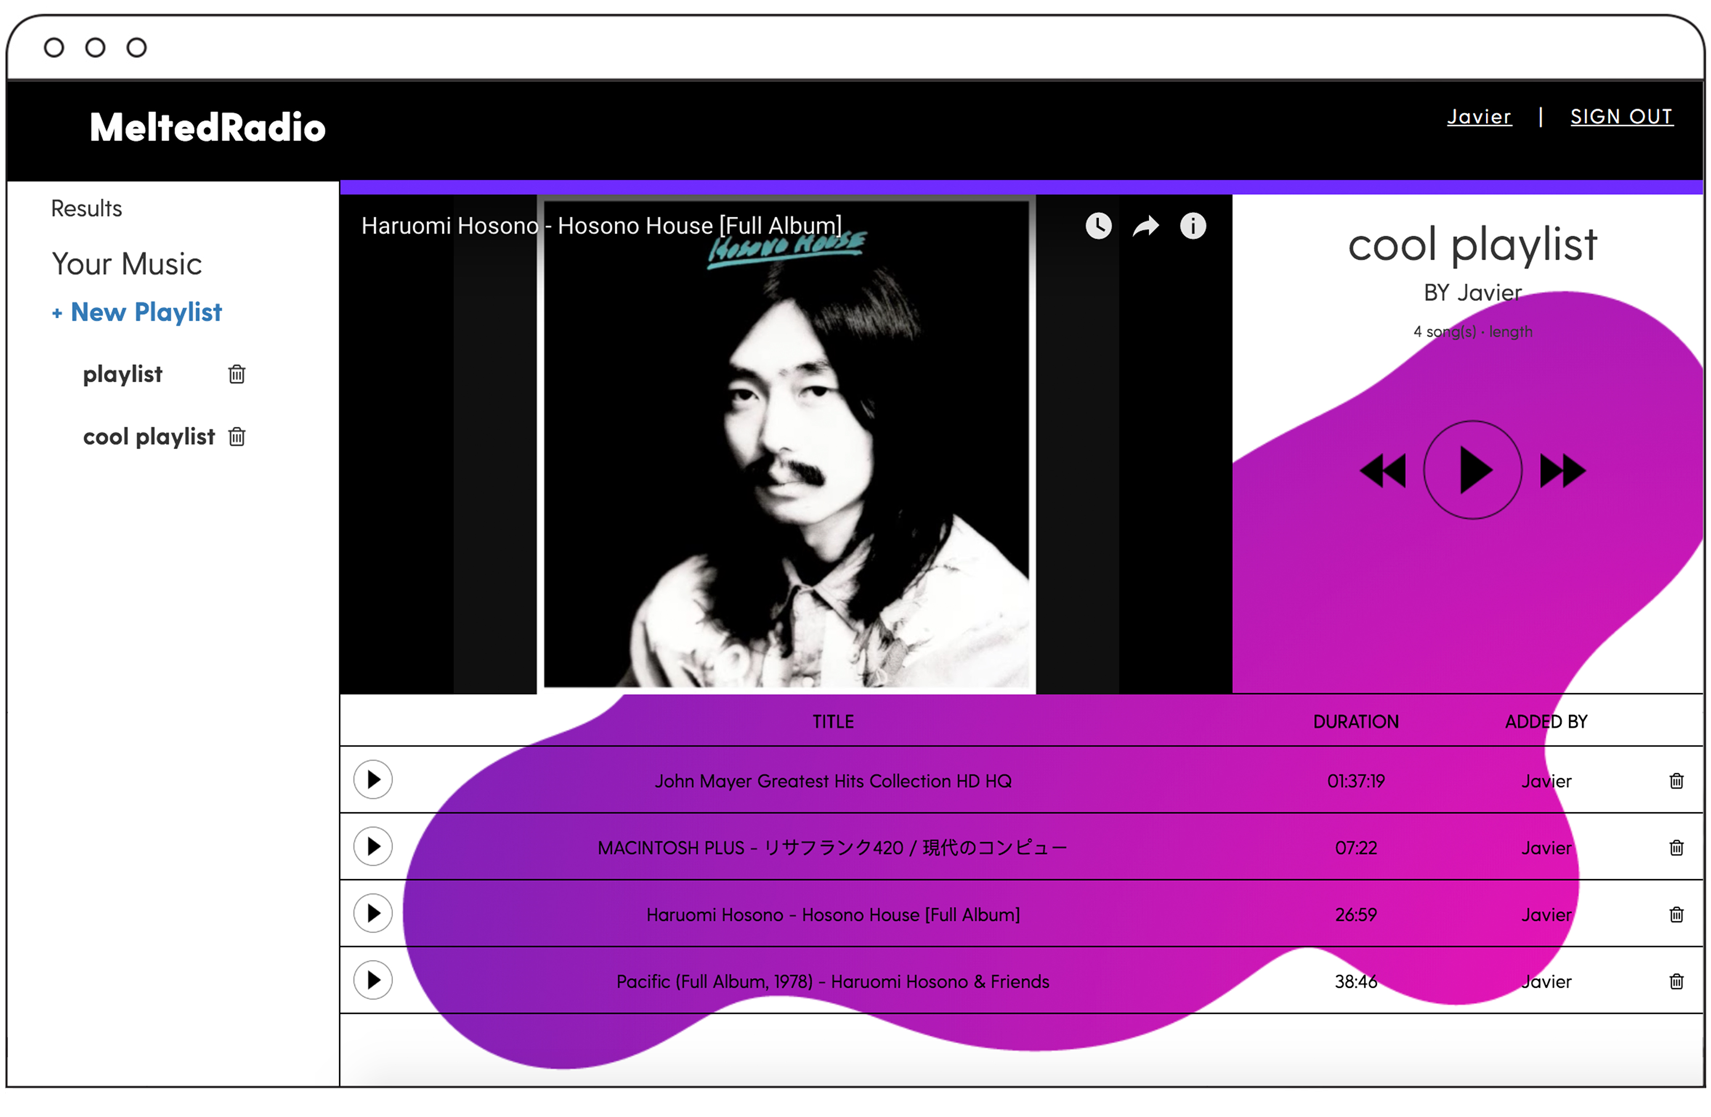 MeltedRadio
Javier | SIGN OUT
Results
Your Music
+ New Playlist
playlist
cool playlist
Haruomi Hosono - Hosono House [Full Album]
HOSONO HOUSE
cool playlist
BY Javier
4 song(s) · length
TITLE DURATION ADDED BY
John Mayer Greatest Hits Collection HD HQ 01:37:19 Javier
MACINTOSH PLUS - リサフランク420 / 現代のコンピュー 07:22 Javier
Haruomi Hosono - Hosono House [Full Album] 26:59 Javier
Pacific (Full Album, 1978) - Haruomi Hosono & Friends 38:46 Javier